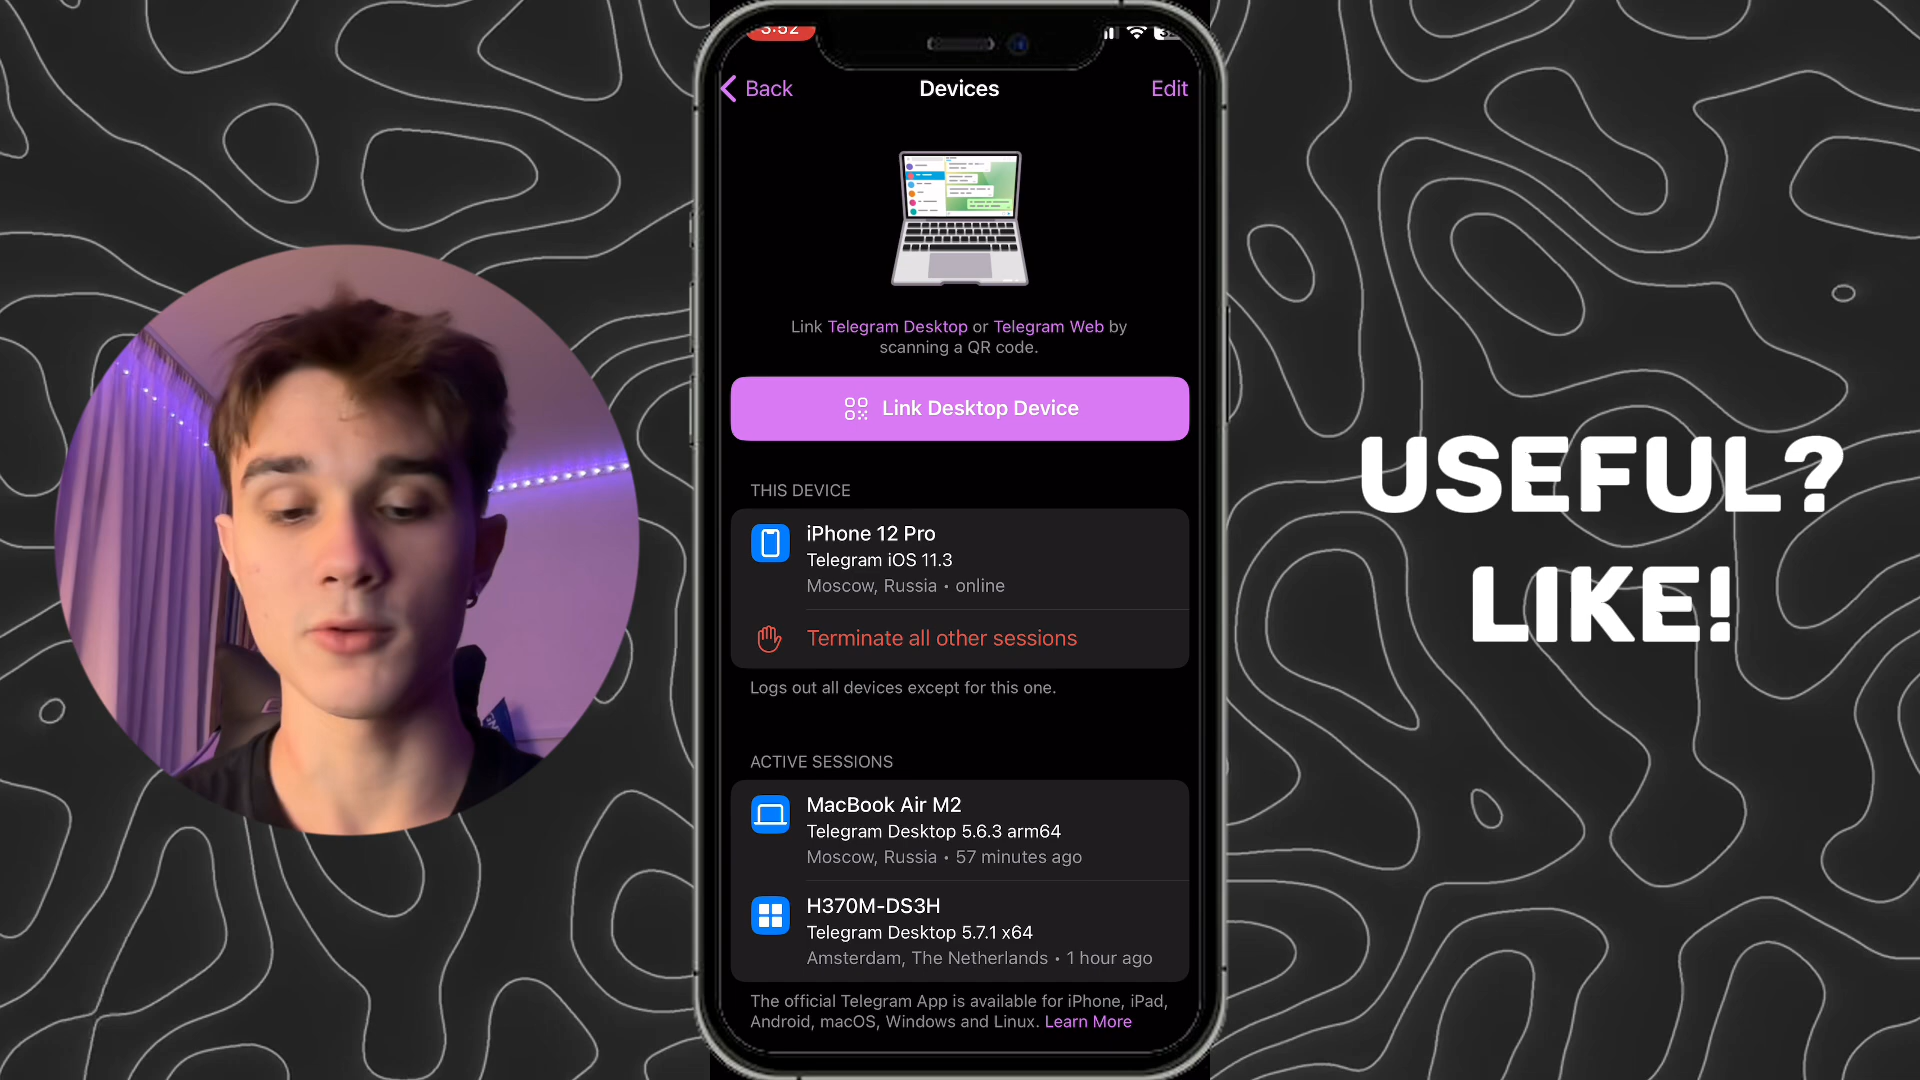 3:52
Back
Devices
Edit
Link Telegram Desktop or Telegram Web by
scanning a QR code.
Link Desktop Device
THIS DEVICE
iPhone 12 Pro
Telegram iOS 11.3
Moscow, Russia • online
Terminate all other sessions
Logs out all devices except for this one.
ACTIVE SESSIONS
MacBook Air M2
Telegram Desktop 5.6.3 arm64
Moscow, Russia • 57 minutes ago
H370M-DS3H
Telegram Desktop 5.7.1 x64
Amsterdam, The Netherlands • 1 hour ago
The official Telegram App is available for iPhone, iPad,
Android, macOS, Windows and Linux. Learn More
USEFUL?
LIKE!